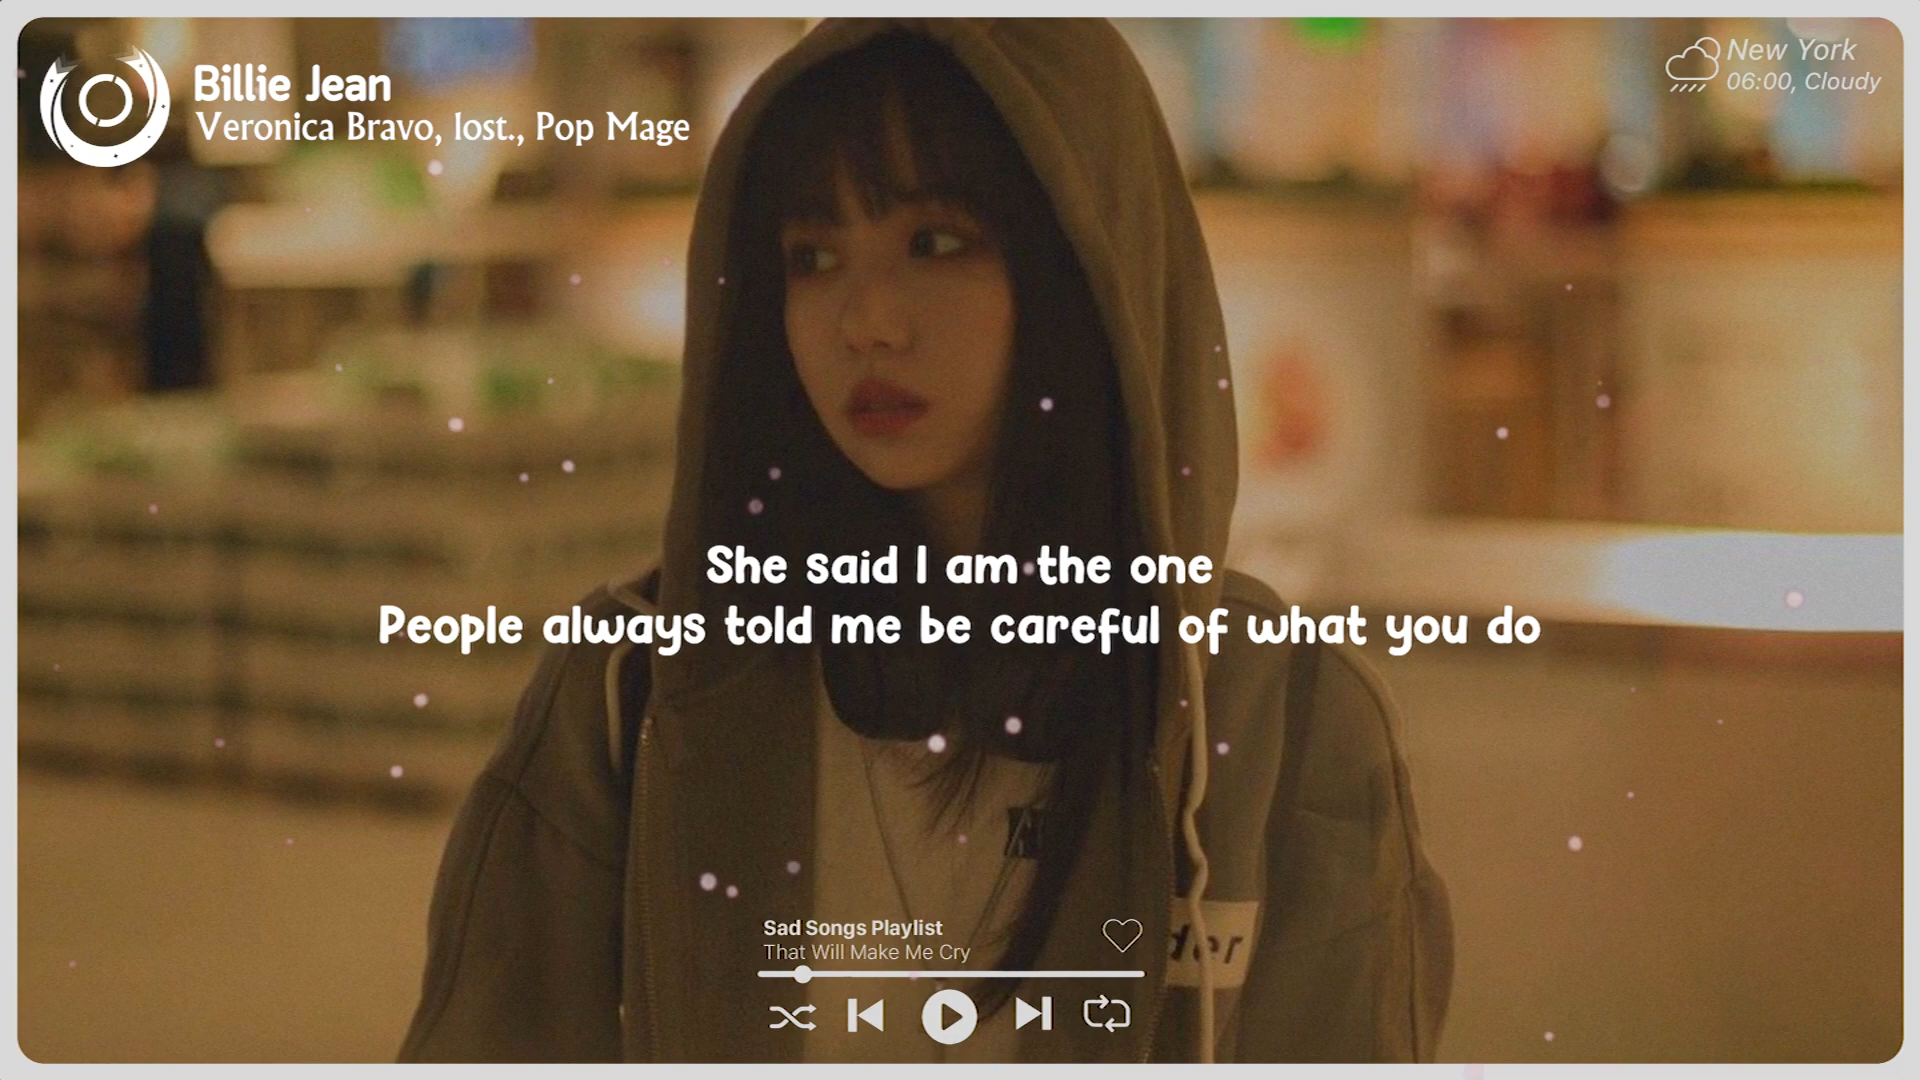 Billie Jean
Veronica Bravo, lost., Pop Mage
New York
06:00, Cloudy
She said I am the one
People always told me be careful of what you do
Sad Songs Playlist
That Will Make Me Cry
der